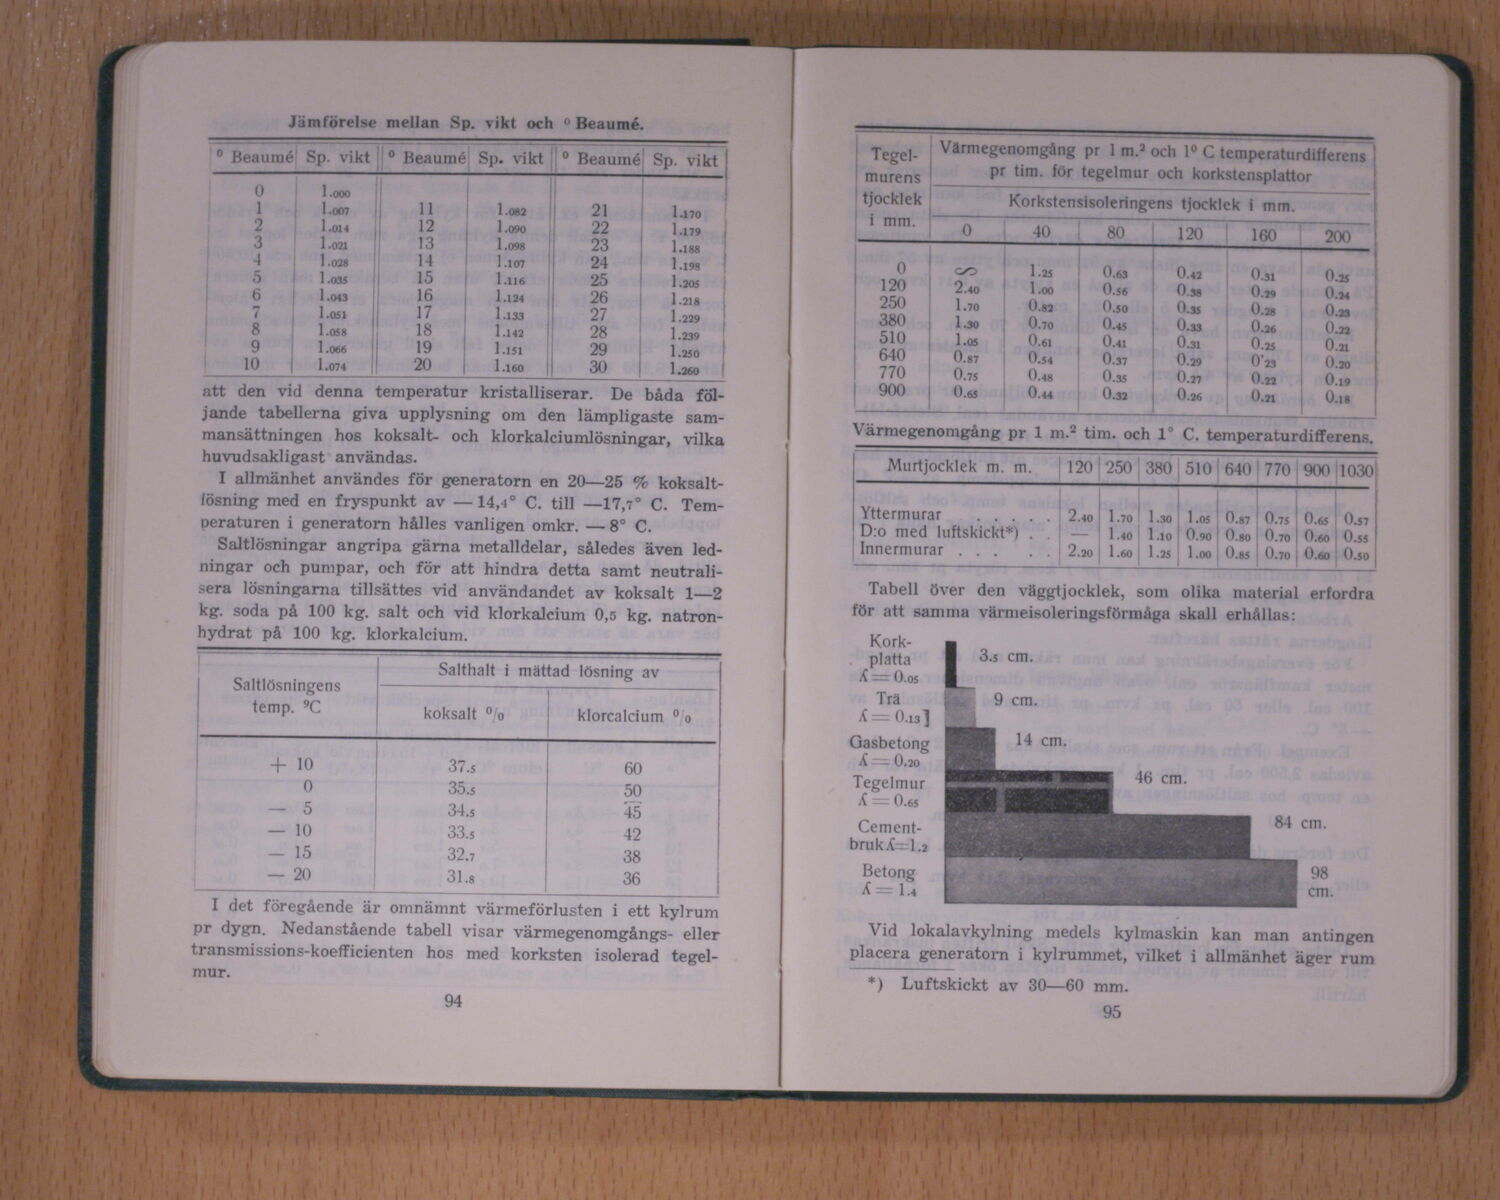 Jämförelse mellan Sp. vikt och ° Beaumé.
° Beaumé Sp. vikt ° Beaumé Sp. vikt ° Beaumé Sp. vikt
0 1.000
1 1.007 11 1.082 21 1.170
2 1.014 12 1.090 22 1.179
3 1.021 13 1.098 23 1.188
4 1.028 14 1.107 24 1.198
5 1.035 15 1.116 25 1.205
6 1.043 16 1.124 26 1.218
7 1.051 17 1.133 27 1.229
8 1.058 18 1.142 28 1.239
9 1.066 19 1.151 29 1.250
10 1.074 20 1.160 30 1.260
att den vid denna temperatur kristalliserar. De båda föl-
jande tabellerna giva upplysning om den lämpligaste sam-
mansättningen hos koksalt- och klorkalciumlösningar, vilka
huvudsakligast användas.
I allmänhet användes för generatorn en 20—25 % koksalt-
lösning med en fryspunkt av — 14,4° C. till —17,7° C. Tem-
peraturen i generatorn hålles vanligen omkr. — 8° C.
Saltlösningar angripa gärna metalldelar, således även led-
ningar och pumpar, och för att hindra detta samt neutrali-
sera lösningarna tillsättes vid användandet av koksalt 1—2
kg. soda på 100 kg. salt och vid klorkalcium 0,5 kg. natron-
hydrat på 100 kg. klorkalcium.
Saltlösningens
temp. °C
Salthalt i mättad lösning av
koksalt % klorcalcium %
+ 10 37.5 60
0 35.5 50
— 5 34.5 45
— 10 33.5 42
— 15 32.7 38
— 20 31.8 36
I det föregående är omnämnt värmeförlusten i ett kylrum
pr dygn. Nedanstående tabell visar värmegenomgångs- eller
transmissions-koefficienten hos med korksten isolerad tegel-
mur.
94
Tegel-
murens
tjocklek
i mm.
Värmegenomgång pr 1 m.² och 1° C temperaturdifferens
pr tim. för tegelmur och korkstensplattor
Korkstensisoleringens tjocklek i mm.
0 40 80 120 160 200
0 ∞ 1.25 0.63 0.42 0.31 0.25
120 2.40 1.00 0.56 0.38 0.29 0.24
250 1.70 0.82 0.50 0.35 0.28 0.23
380 1.30 0.70 0.45 0.33 0.26 0.22
510 1.05 0.61 0.41 0.31 0.25 0.21
640 0.87 0.54 0.37 0.29 0'23 0.20
770 0.75 0.48 0.35 0.27 0.22 0.19
900 0.65 0.44 0.32 0.26 0.21 0.18
Värmegenomgång pr 1 m.² tim. och 1° C. temperaturdifferens.
Murtjocklek m. m. 120 250 380 510 640 770 900 1030
Yttermurar . . . . . 2.40 1.70 1.30 1.05 0.87 0.75 0.65 0.57
D:o med luftskickt*) . . — 1.40 1.10 0.90 0.80 0.70 0.60 0.55
Innermurar . . . . . 2.20 1.60 1.25 1.00 0.85 0.70 0.60 0.50
Tabell över den väggtjocklek, som olika material erfordra
för att samma värmeisoleringsförmåga skall erhållas:
Kork-
platta 3.5 cm.
ʎ = 0.05
Trä 9 cm.
ʎ = 0.13]
Gasbetong 14 cm.
ʎ = 0.20
Tegelmur 46 cm.
ʎ = 0.65
Cement- 84 cm.
bruk ʎ=1.2
Betong 98
ʎ = 1.4 cm.
Vid lokalavkylning medels kylmaskin kan man antingen
placera generatorn i kylrummet, vilket i allmänhet äger rum
*) Luftskickt av 30—60 mm.
95